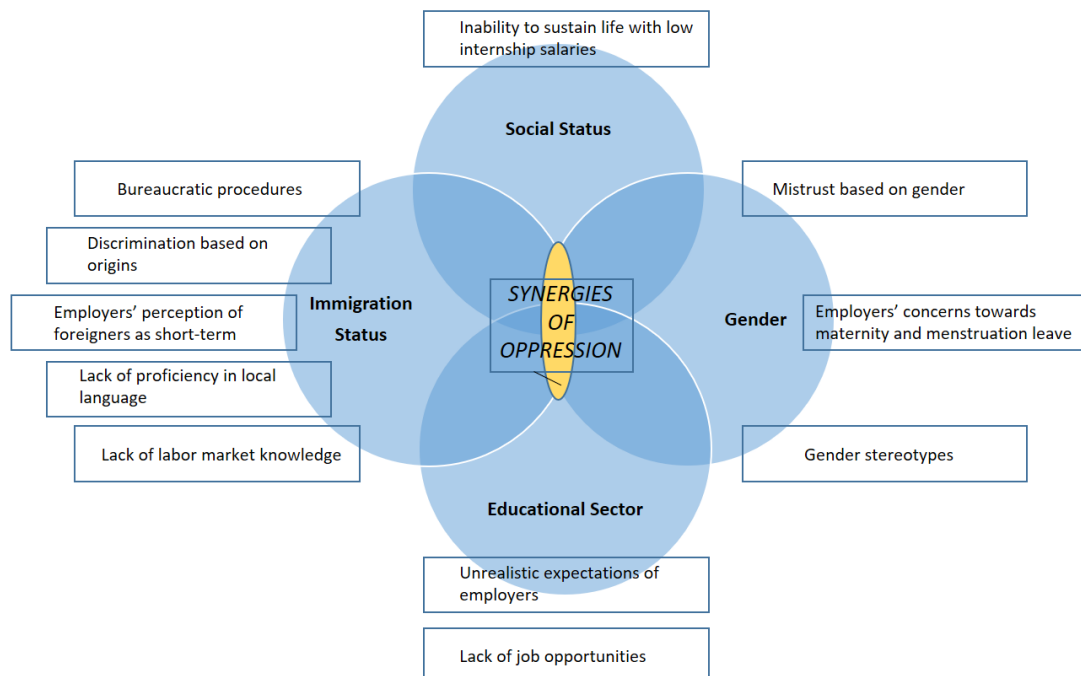 Inability to sustain life with low
internship salaries
Social Status
Bureaucratic procedures
Mistrust based on gender
Discrimination based on
origins
Employers’ perception of
foreigners as short-term
Immigration
Status
SYNERGIES
OF
OPPRESSION
Gender
Employers’ concerns towards
maternity and menstruation leave
Lack of proficiency in local
language
Lack of labor market knowledge
Gender stereotypes
Educational Sector
Unrealistic expectations of
employers
Lack of job opportunities